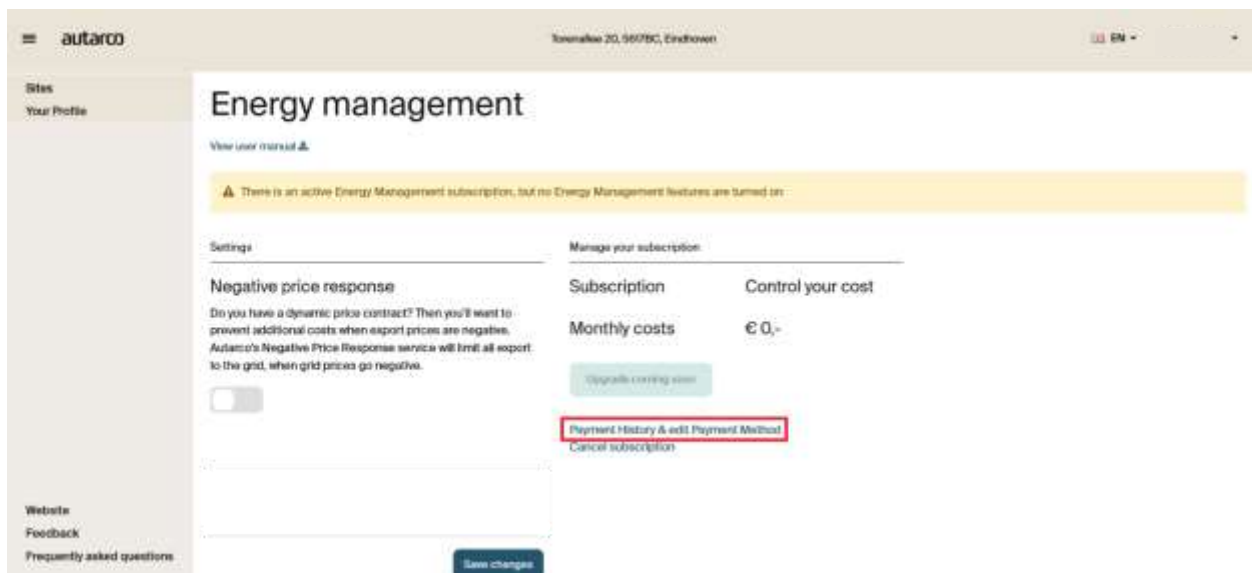 autarco
Torenallee 20, 5617BC, Eindhoven
EN
Sites
Your Profile
Energy management
View user manual
There is an active Energy Management subscription, but no Energy Management features are turned on
Settings
Negative price response
Do you have a dynamic price contract? Then you'll want to
prevent additional costs when export prices are negative.
Autarco's Negative Price Response service will limit all export
to the grid, when grid prices go negative.
Manage your subscription
Subscription Control your cost
Monthly costs € 0,-
Upgrade coming soon
Payment History & edit Payment Method
Cancel subscription
Website
Feedback
Frequently asked questions
Save changes